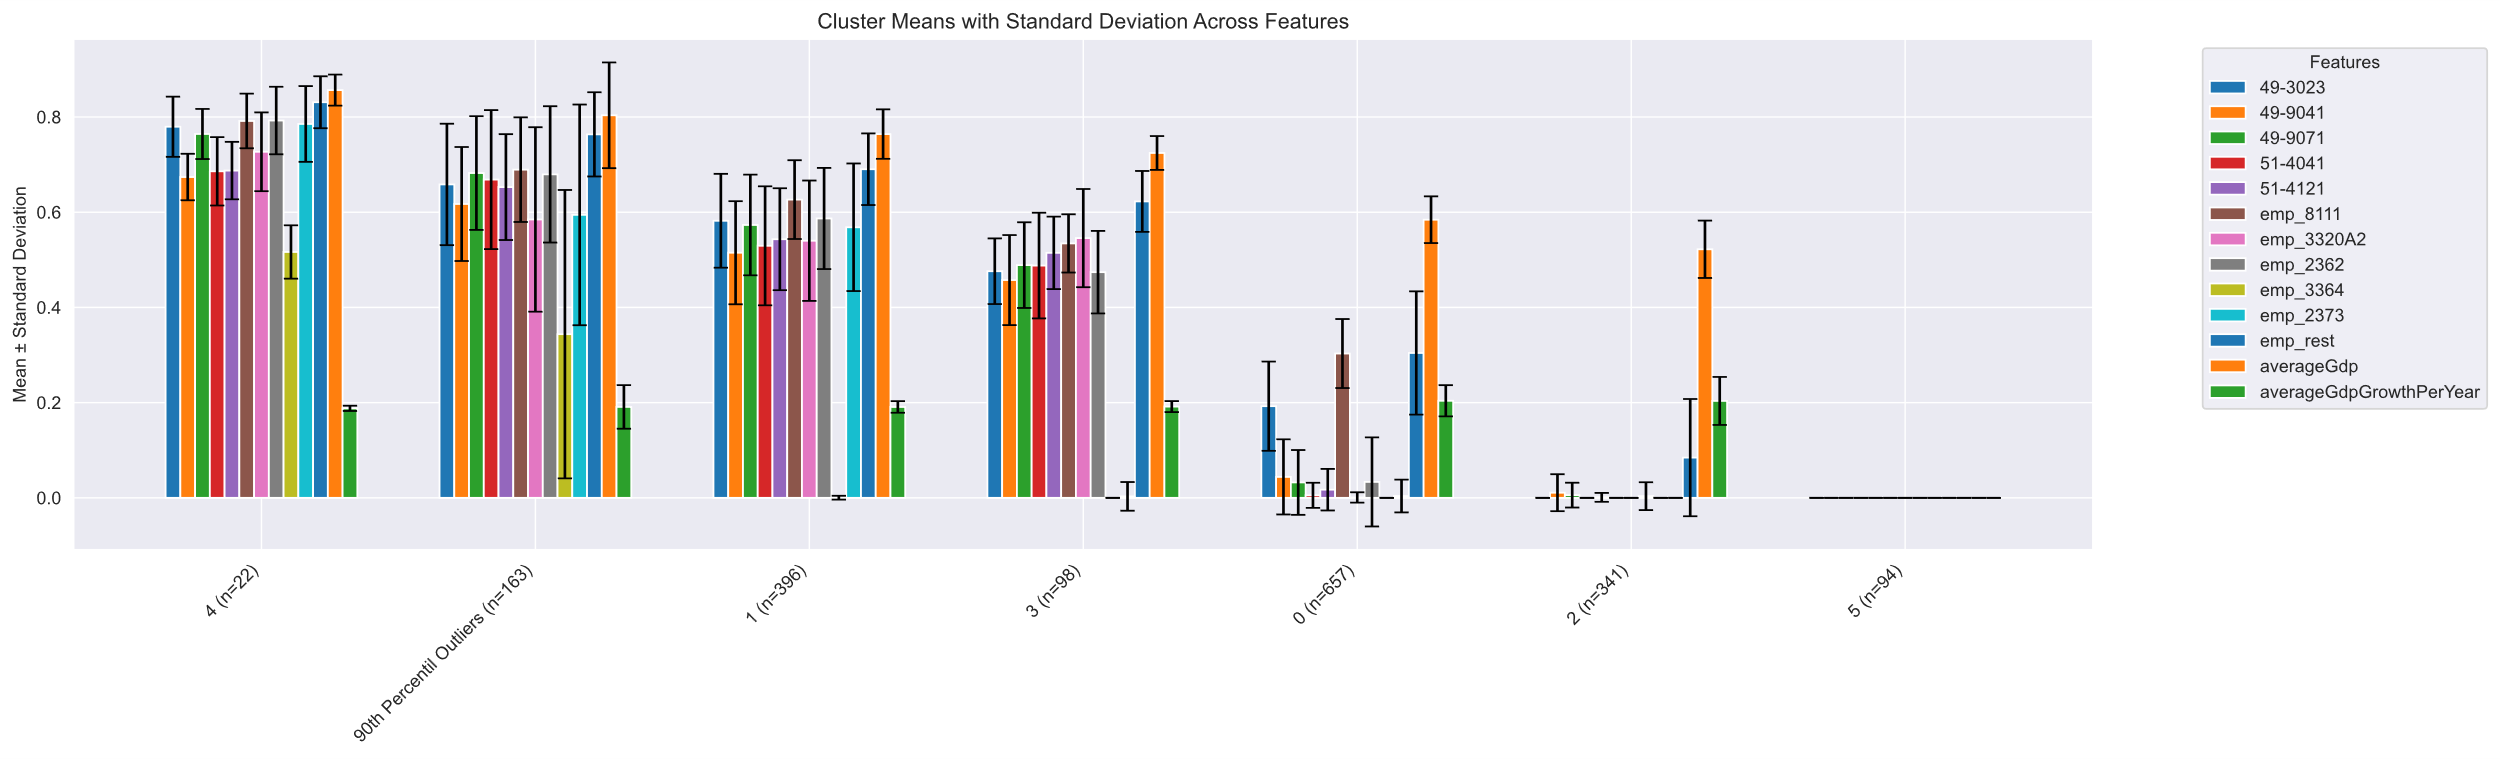 Cluster Means with Standard Deviation Across Features
Mean ± Standard Deviation
0.8
0.6
0.4
0.2
0.0
4 (n=22)
90th Percentil Outliers (n=163)
1 (n=396)
3 (n=98)
0 (n=657)
2 (n=341)
5 (n=94)
Features
49-3023
49-9041
49-9071
51-4041
51-4121
emp_8111
emp_3320A2
emp_2362
emp_3364
emp_2373
emp_rest
averageGdp
averageGdpGrowthPerYear